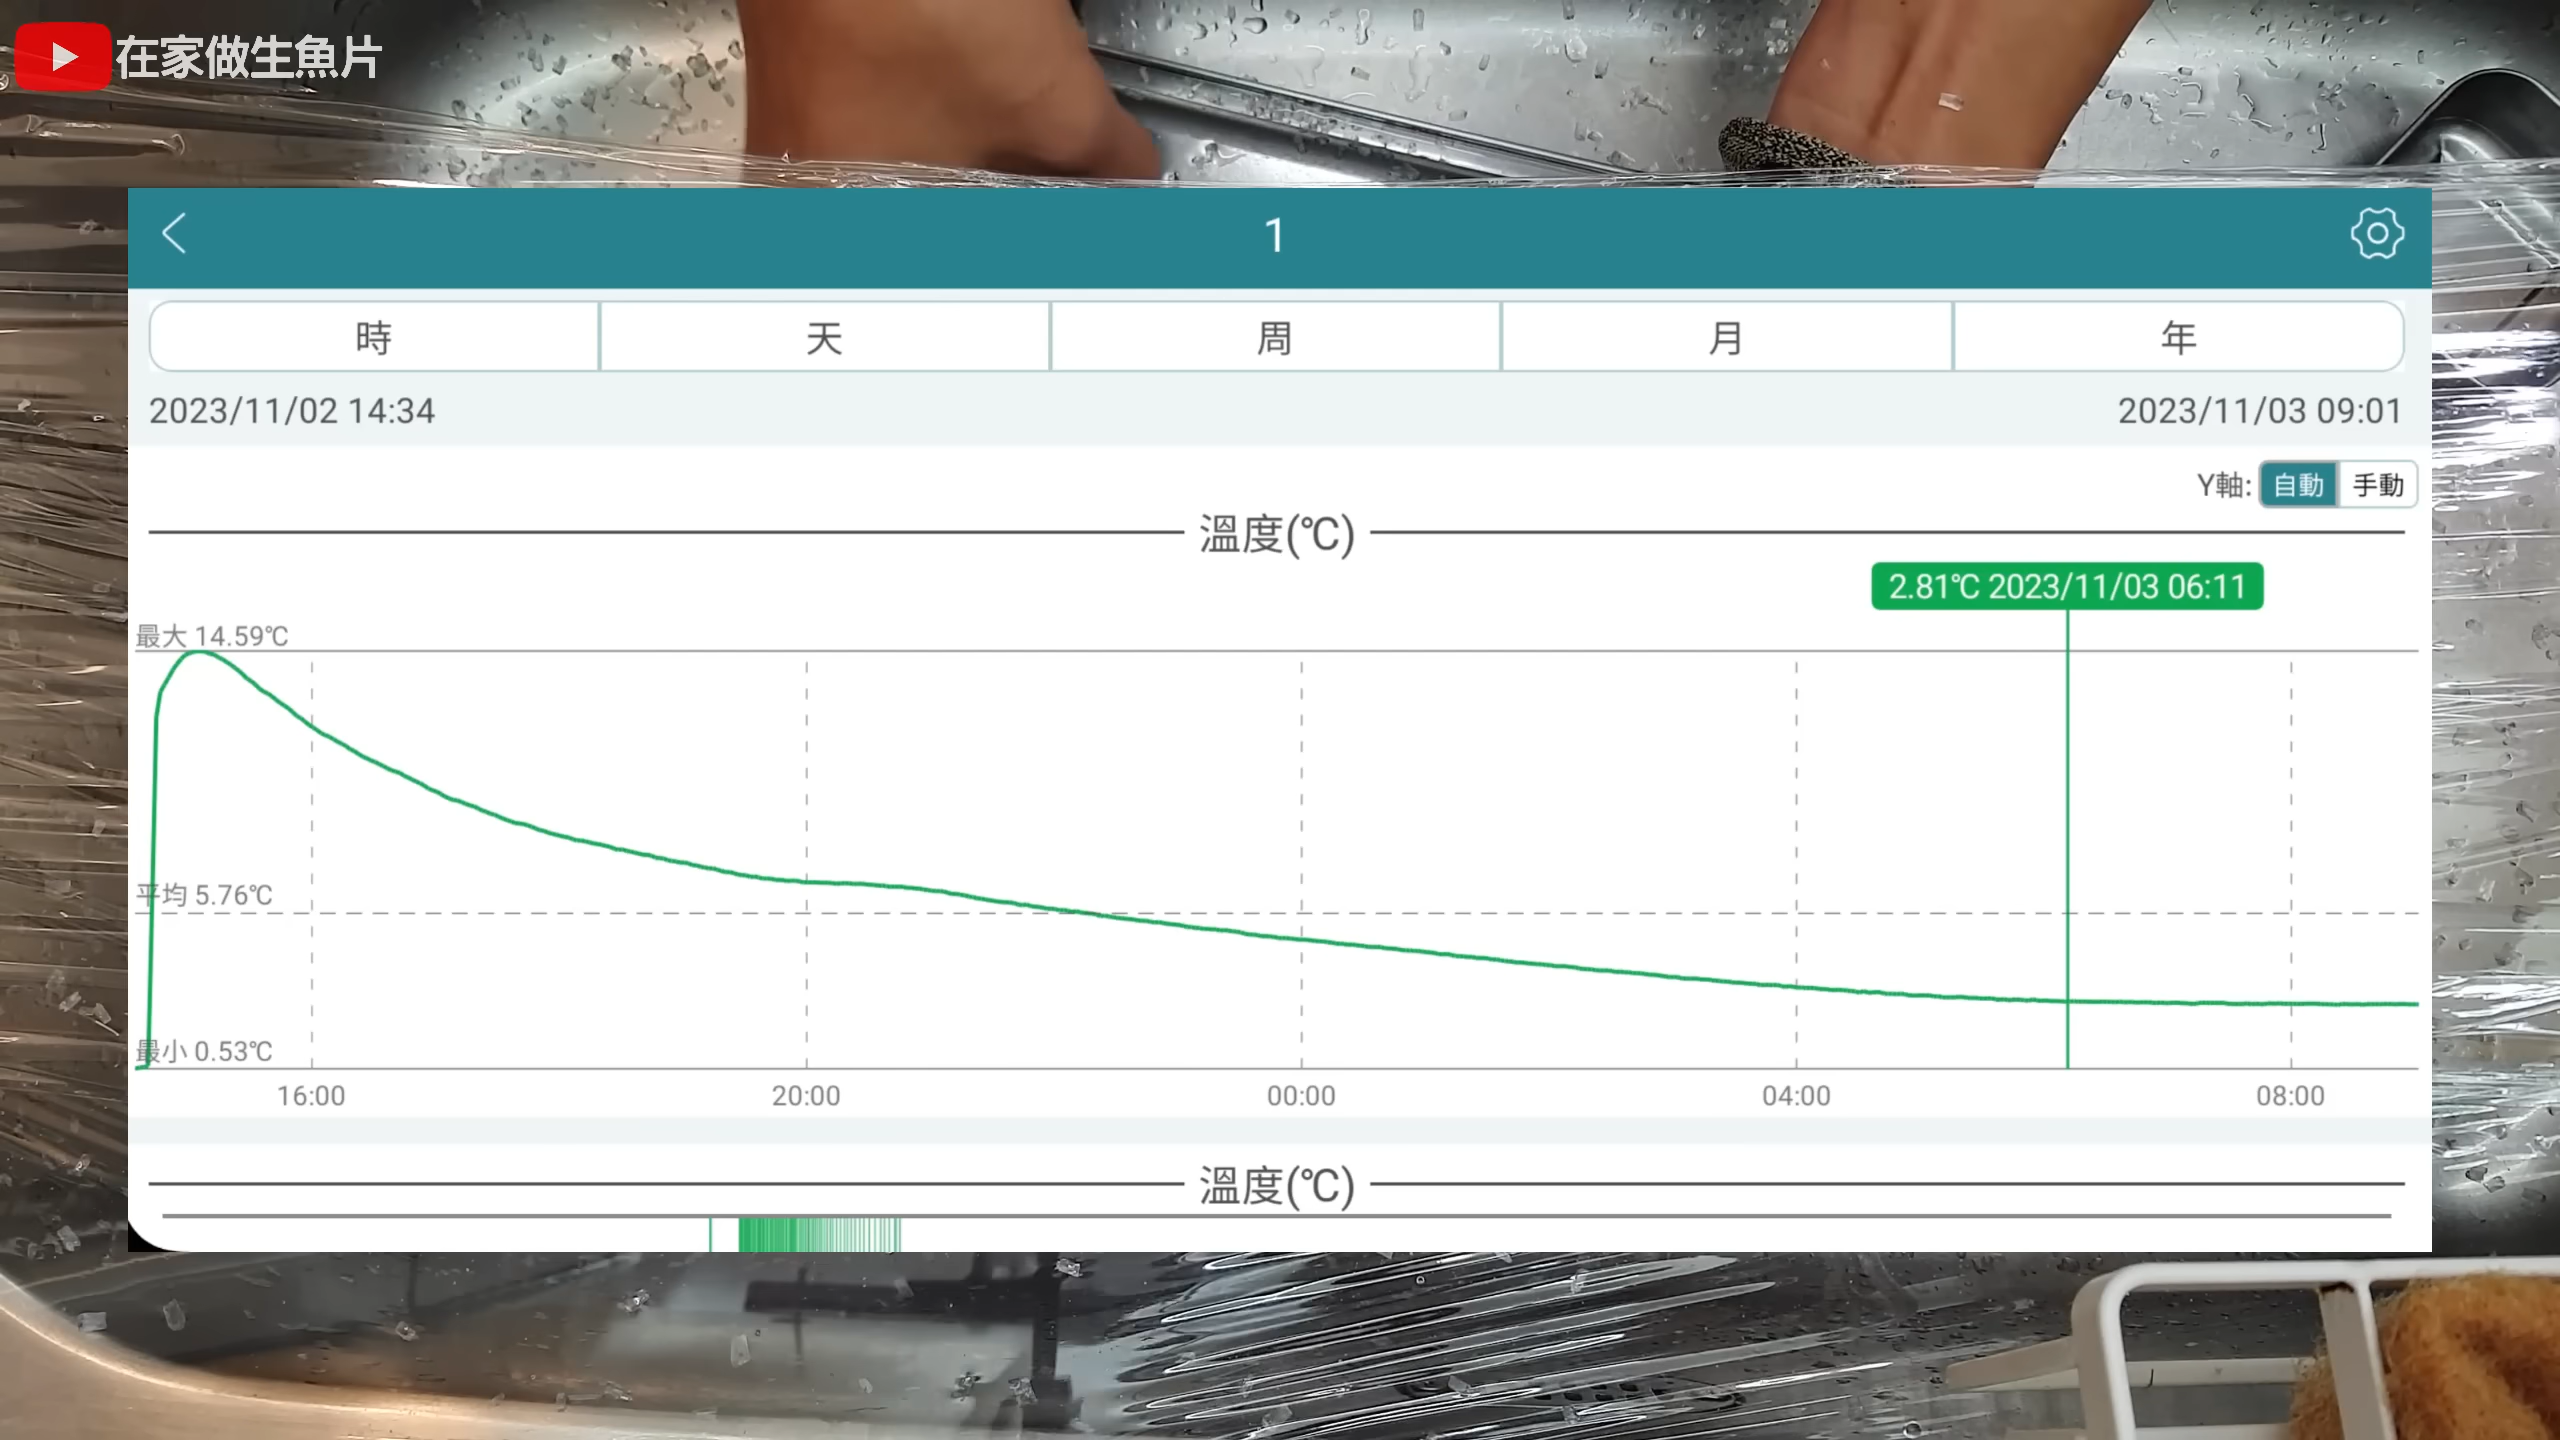 在家做生魚片
1
時 天 周 月 年
2023/11/02 14:34 2023/11/03 09:01
Y軸: 自動 手動
溫度(℃)
2.81℃ 2023/11/03 06:11
最大 14.59℃
平均 5.76℃
最小 0.53℃
16:00 20:00 00:00 04:00 08:00
溫度(℃)